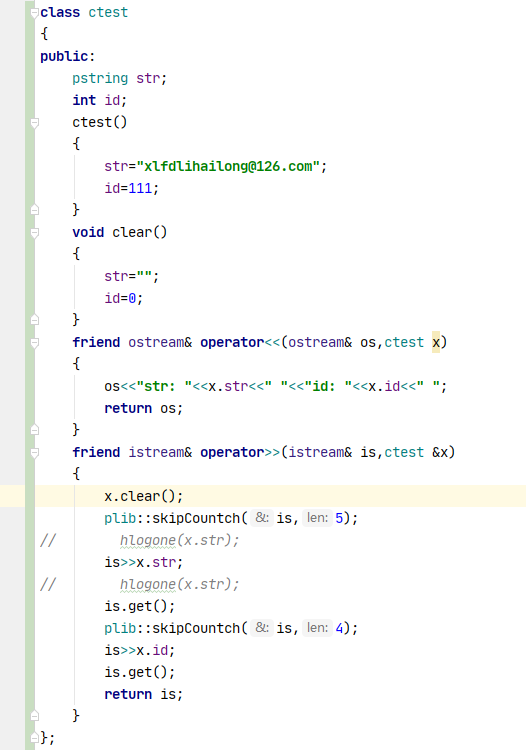 class ctest
{
public:
    pstring str;
    int id;
    ctest()
    {
        str="xlfdlihailong@126.com";
        id=111;
    }
    void clear()
    {
        str="";
        id=0;
    }
    friend ostream& operator<<(ostream& os,ctest x)
    {
        os<<"str: "<<x.str<<" "<<"id: "<<x.id<<" ";
        return os;
    }
    friend istream& operator>>(istream& is,ctest &x)
    {
        x.clear();
        plib::skipCountch( &: is, len: 5);
//        hlogone(x.str);
        is>>x.str;
//        hlogone(x.str);
        is.get();
        plib::skipCountch( &: is, len: 4);
        is>>x.id;
        is.get();
        return is;
    }
};